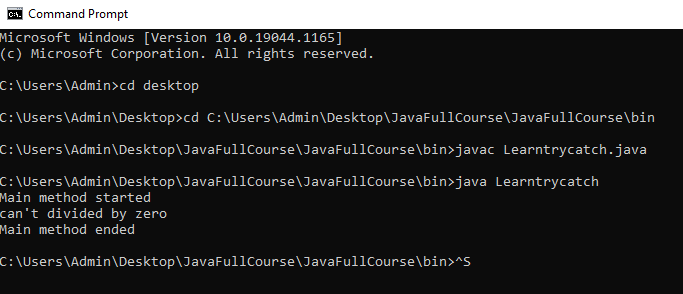 Command Prompt
Microsoft Windows [Version 10.0.19044.1165]
(c) Microsoft Corporation. All rights reserved.
C:\Users\Admin>cd desktop
C:\Users\Admin\Desktop>cd C:\Users\Admin\Desktop\JavaFullCourse\JavaFullCourse\bin
C:\Users\Admin\Desktop\JavaFullCourse\JavaFullCourse\bin>javac Learntrycatch.java
C:\Users\Admin\Desktop\JavaFullCourse\JavaFullCourse\bin>java Learntrycatch
Main method started
can't divided by zero
Main method ended
C:\Users\Admin\Desktop\JavaFullCourse\JavaFullCourse\bin>^S